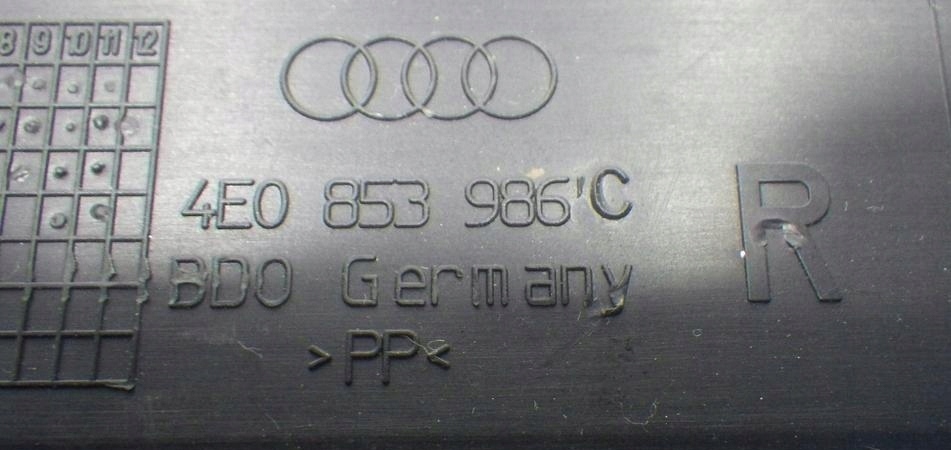 8 9 10 11 12
4E0 853 986'C
R
BDO Germany
>PP<